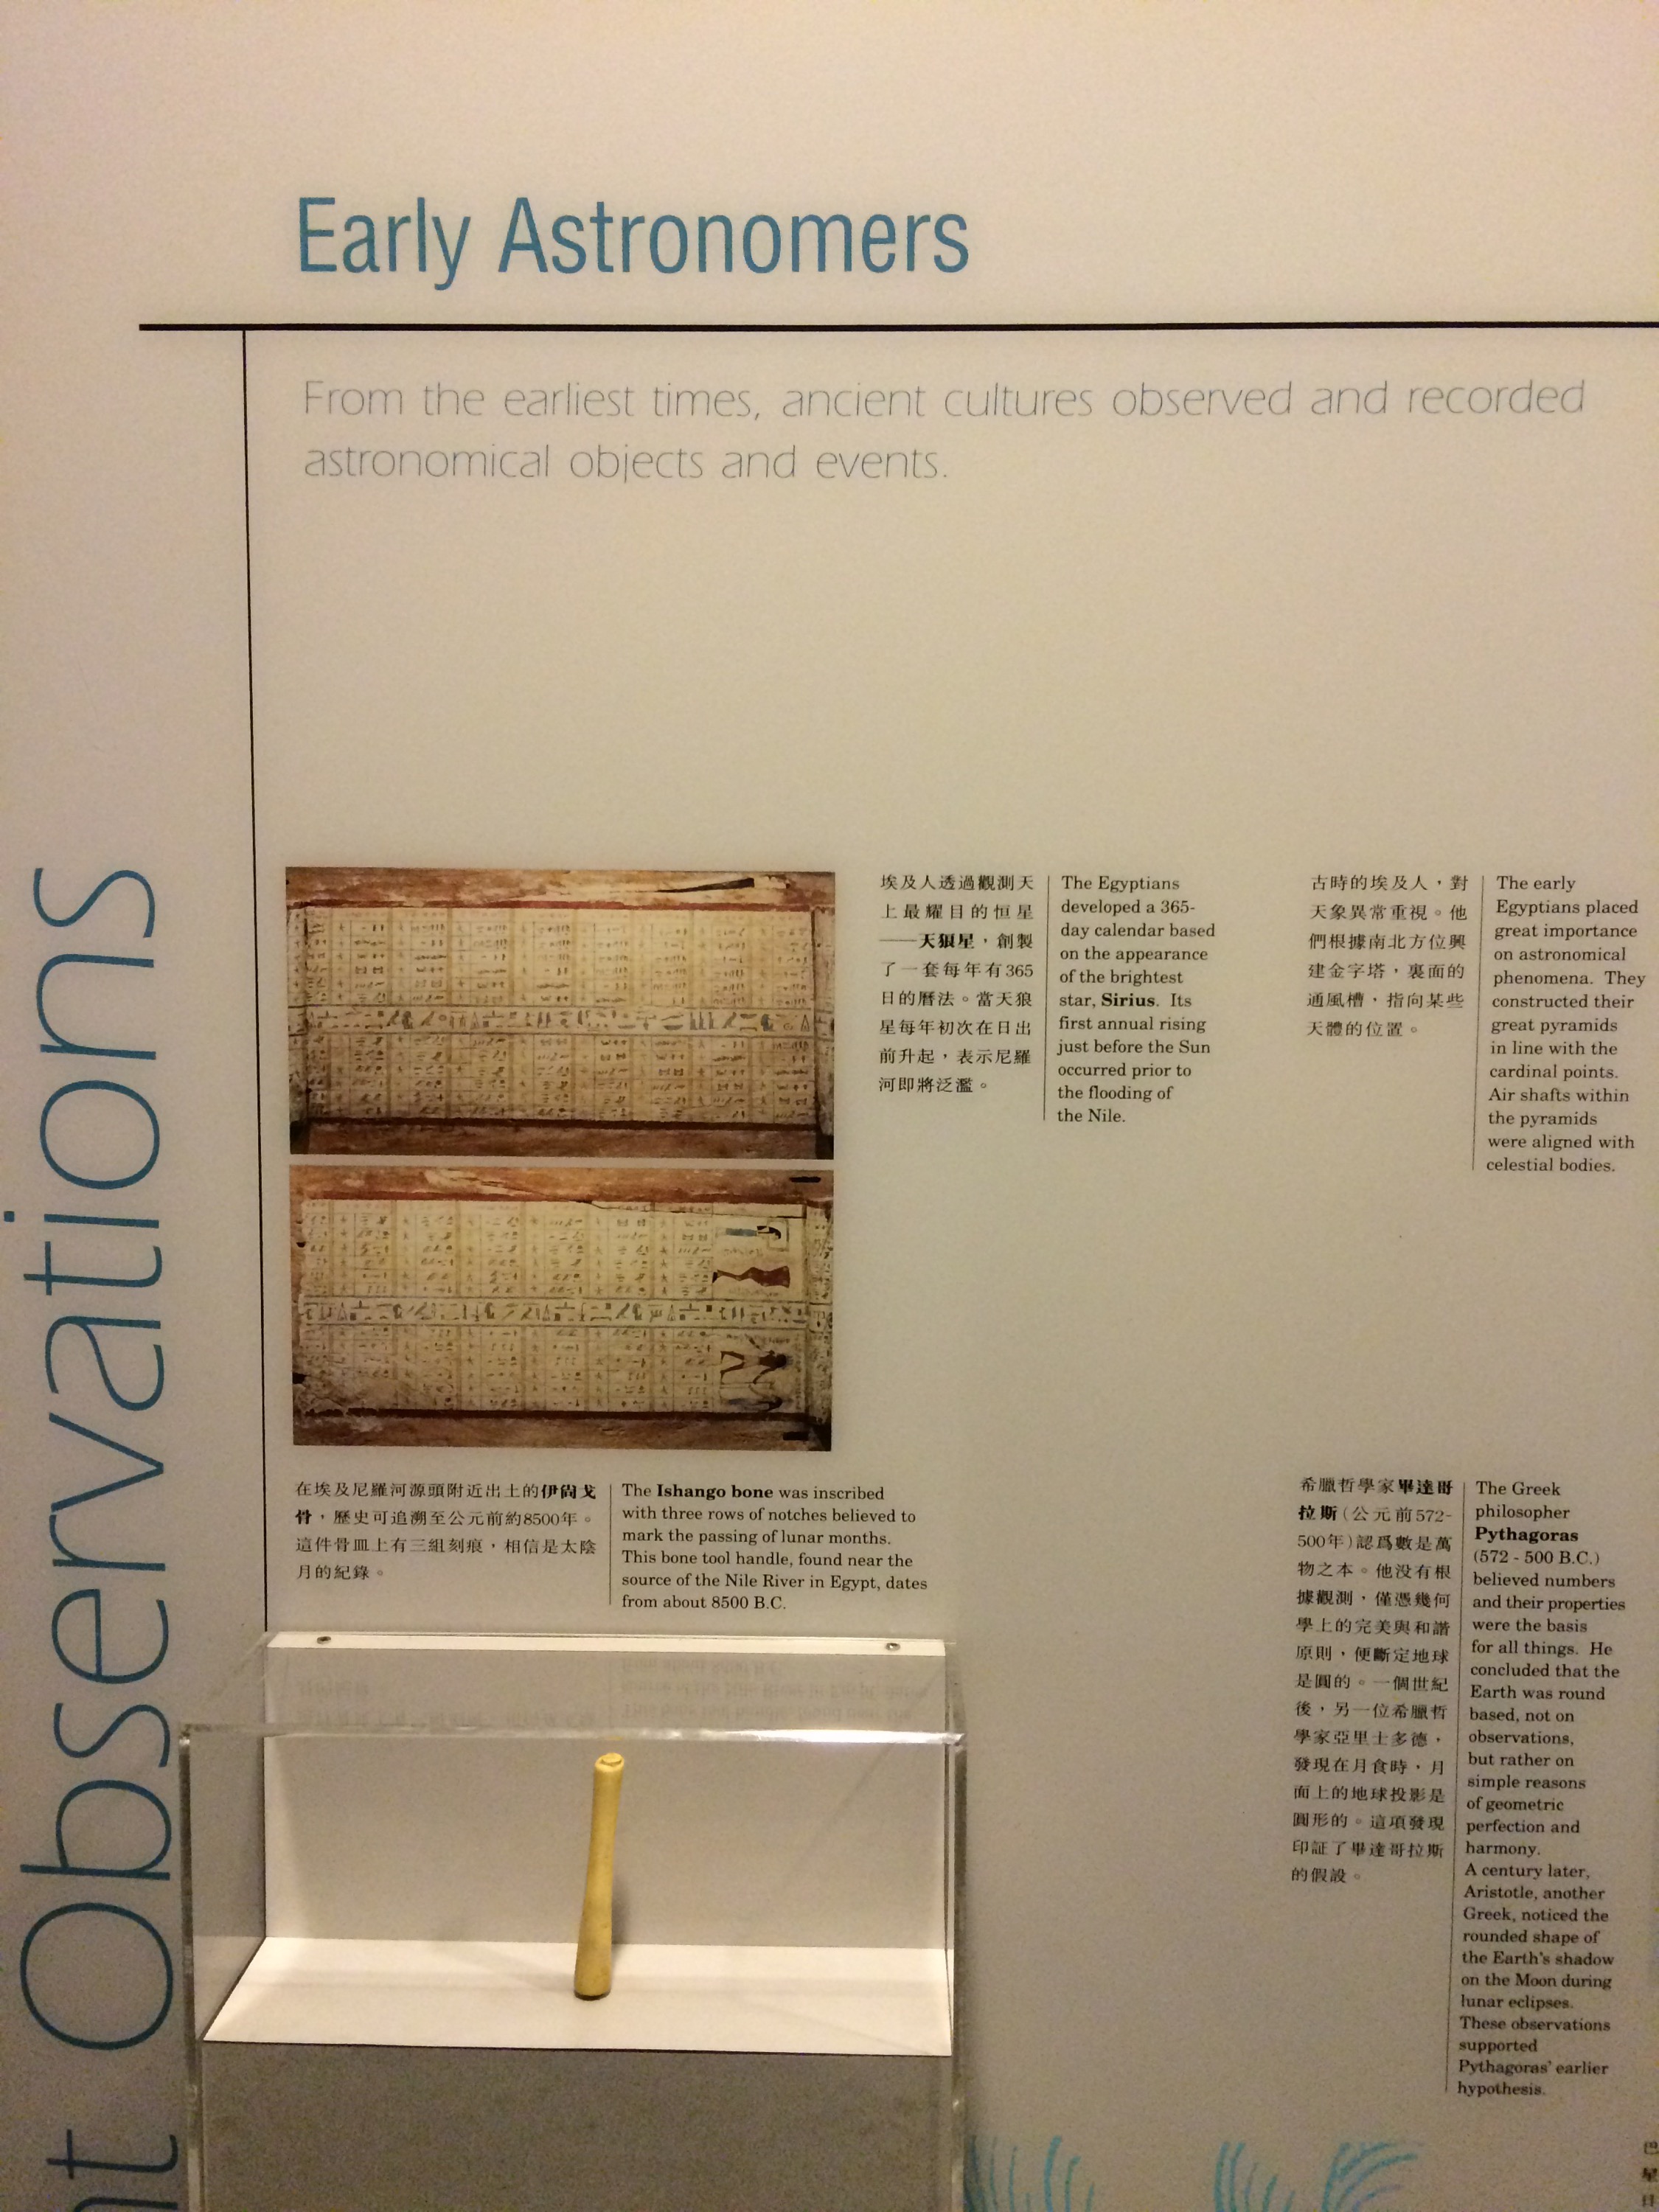 Early Astronomers
From the earliest times, ancient cultures observed and recorded
astronomical objects and events.
nt Observations
埃及人透過觀測天
上最耀目的恒星
——天狼星，創製
了一套每年有365
日的曆法。當天狼
星每年初次在日出
前升起，表示尼羅
河即將泛濫。
The Egyptians
developed a 365-
day calendar based
on the appearance
of the brightest
star, Sirius. Its
first annual rising
just before the Sun
occurred prior to
the flooding of
the Nile.
古時的埃及人，對
天象異常重視。他
們根據南北方位興
建金字塔，裏面的
通風槽，指向某些
天體的位置。
The early
Egyptians placed
great importance
on astronomical
phenomena. They
constructed their
great pyramids
in line with the
cardinal points.
Air shafts within
the pyramids
were aligned with
celestial bodies.
在埃及尼羅河源頭附近出土的伊尙戈
骨，歷史可追溯至公元前約8500年。
這件骨皿上有三組刻痕，相信是太陰
月的紀錄。
The Ishango bone was inscribed
with three rows of notches believed to
mark the passing of lunar months.
This bone tool handle, found near the
source of the Nile River in Egypt, dates
from about 8500 B.C.
希臘哲學家畢達哥
拉斯(公元前572-
500年)認爲數是萬
物之本。他没有根
據觀測，僅憑幾何
學上的完美與和諧
原則，便斷定地球
是圓的。一個世紀
後，另一位希臘哲
學家亞里士多德，
發現在月食時，月
面上的地球投影是
圓形的。這項發現
印証了畢達哥拉斯
的假設。
The Greek
philosopher
Pythagoras
(572 - 500 B.C.)
believed numbers
and their properties
were the basis
for all things. He
concluded that the
Earth was round
based, not on
observations,
but rather on
simple reasons
of geometric
perfection and
harmony.
A century later,
Aristotle, another
Greek, noticed the
rounded shape of
the Earth's shadow
on the Moon during
lunar eclipses.
These observations
supported
Pythagoras' earlier
hypothesis.
巴
星
日